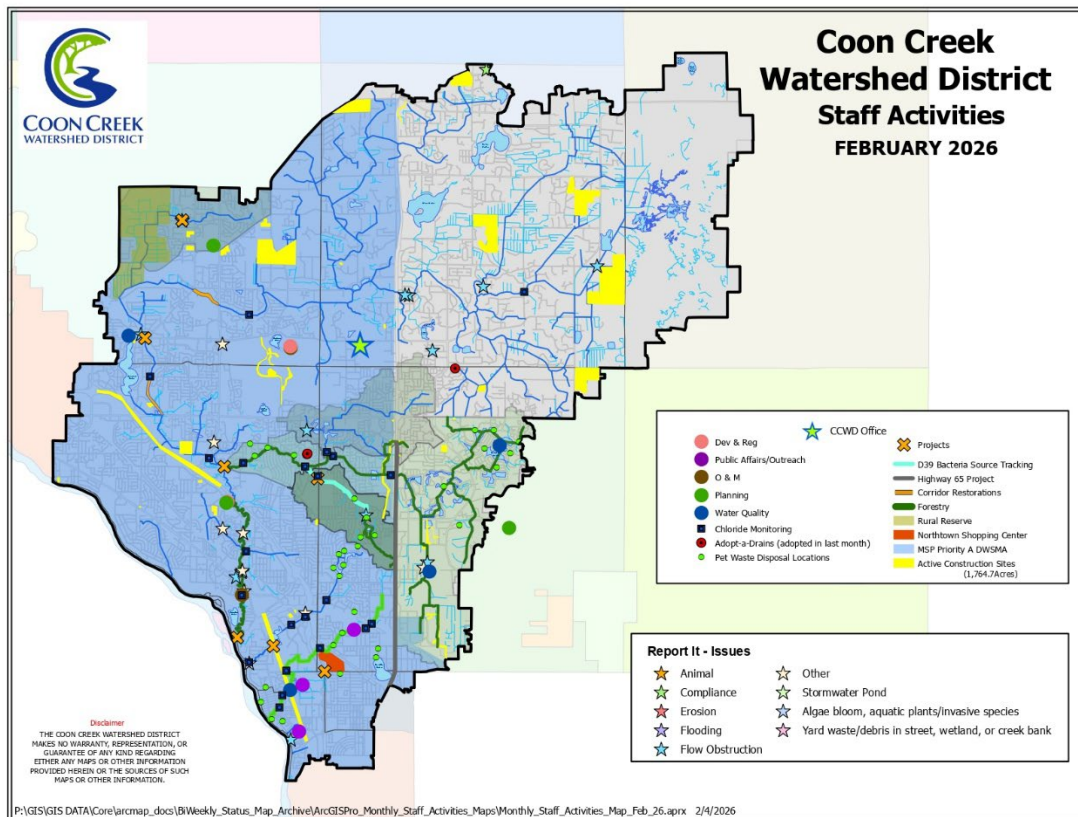 COON CREEK
WATERSHED DISTRICT
Coon Creek
Watershed District
Staff Activities
FEBRUARY 2026
CCWD Office
Dev & Reg
Public Affairs/Outreach
O & M
Planning
Water Quality
Chloride Monitoring
Adopt-a-Drains (adopted in last month)
Pet Waste Disposal Locations
Projects
D39 Bacteria Source Tracking
Highway 65 Project
Corridor Restorations
Forestry
Rural Reserve
Northtown Shopping Center
MSP Priority A DWSMA
Active Construction Sites
(1,764.7Acres)
Report It - Issues
Animal
Compliance
Erosion
Flooding
Flow Obstruction
Other
Stormwater Pond
Algae bloom, aquatic plants/invasive species
Yard waste/debris in street, wetland, or creek bank
Disclaimer
THE COON CREEK WATERSHED DISTRICT
MAKES NO WARRANTY, REPRESENTATION, OR
GUARANTEE OF ANY KIND REGARDING
EITHER ANY MAPS OR OTHER INFORMATION
PROVIDED HEREIN OR THE SOURCES OF SUCH
MAPS OR OTHER INFORMATION.
P:\GIS\GIS DATA\Core\arcmap_docs\BiWeekly_Status_Map_Archive\ArcGISPro_Monthly_Staff_Activities_Maps\Monthly_Staff_Activities_Map_Feb_26.aprx 2/4/2026